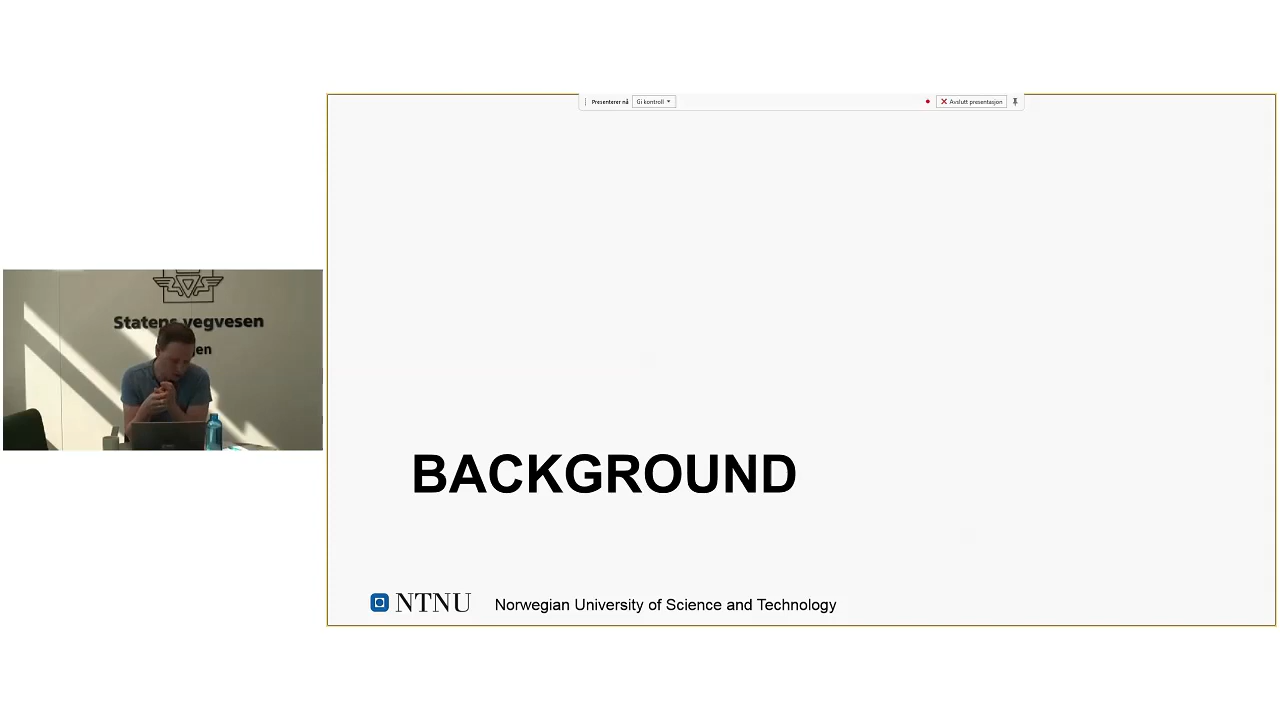 Presenterer nå
Gi kontroll
Avslutt presentasjon
Statens vegvesen
BACKGROUND
NTNU
Norwegian University of Science and Technology